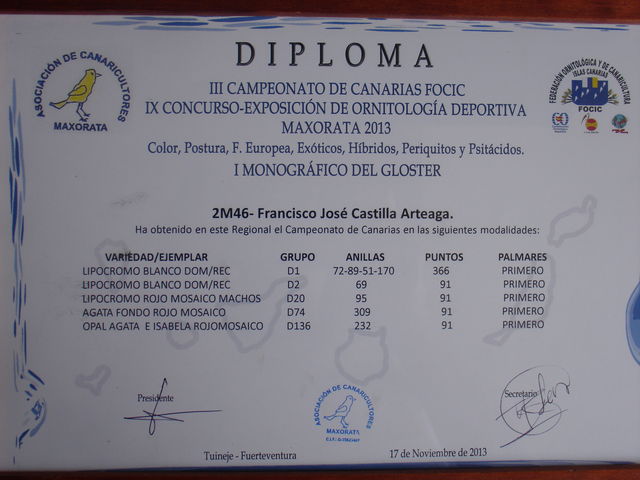 DIPLOMA
ASOCIACIÓN DE CANARICULTORES
MAXORATA
FEDERACIÓN ORNITOLÓGICA Y DE CANARICULTURA
ISLAS CANARIAS
FOCIC
III CAMPEONATO DE CANARIAS FOCIC
IX CONCURSO-EXPOSICIÓN DE ORNITOLOGÍA DEPORTIVA
MAXORATA 2013
Color, Postura, F. Europea, Exóticos, Híbridos, Periquitos y Psitácidos.
I MONOGRÁFICO DEL GLOSTER
2M46- Francisco José Castilla Arteaga.
Ha obtenido en este Regional el Campeonato de Canarias en las siguientes modalidades:
VARIEDAD/EJEMPLAR GRUPO ANILLAS PUNTOS PALMARES
LIPOCROMO BLANCO DOM/REC D1 72-89-51-170 366 PRIMERO
LIPOCROMO BLANCO DOM/REC D2 69 91 PRIMERO
LIPOCROMO ROJO MOSAICO MACHOS D20 95 91 PRIMERO
AGATA FONDO ROJO MOSAICO D74 309 91 PRIMERO
OPAL AGATA E ISABELA ROJOMOSAICO D136 232 91 PRIMERO
Presidente
Secretario
ASOCIACIÓN DE CANARICULTORES
MAXORATA
Tuineje - Fuerteventura
17 de Noviembre de 2013